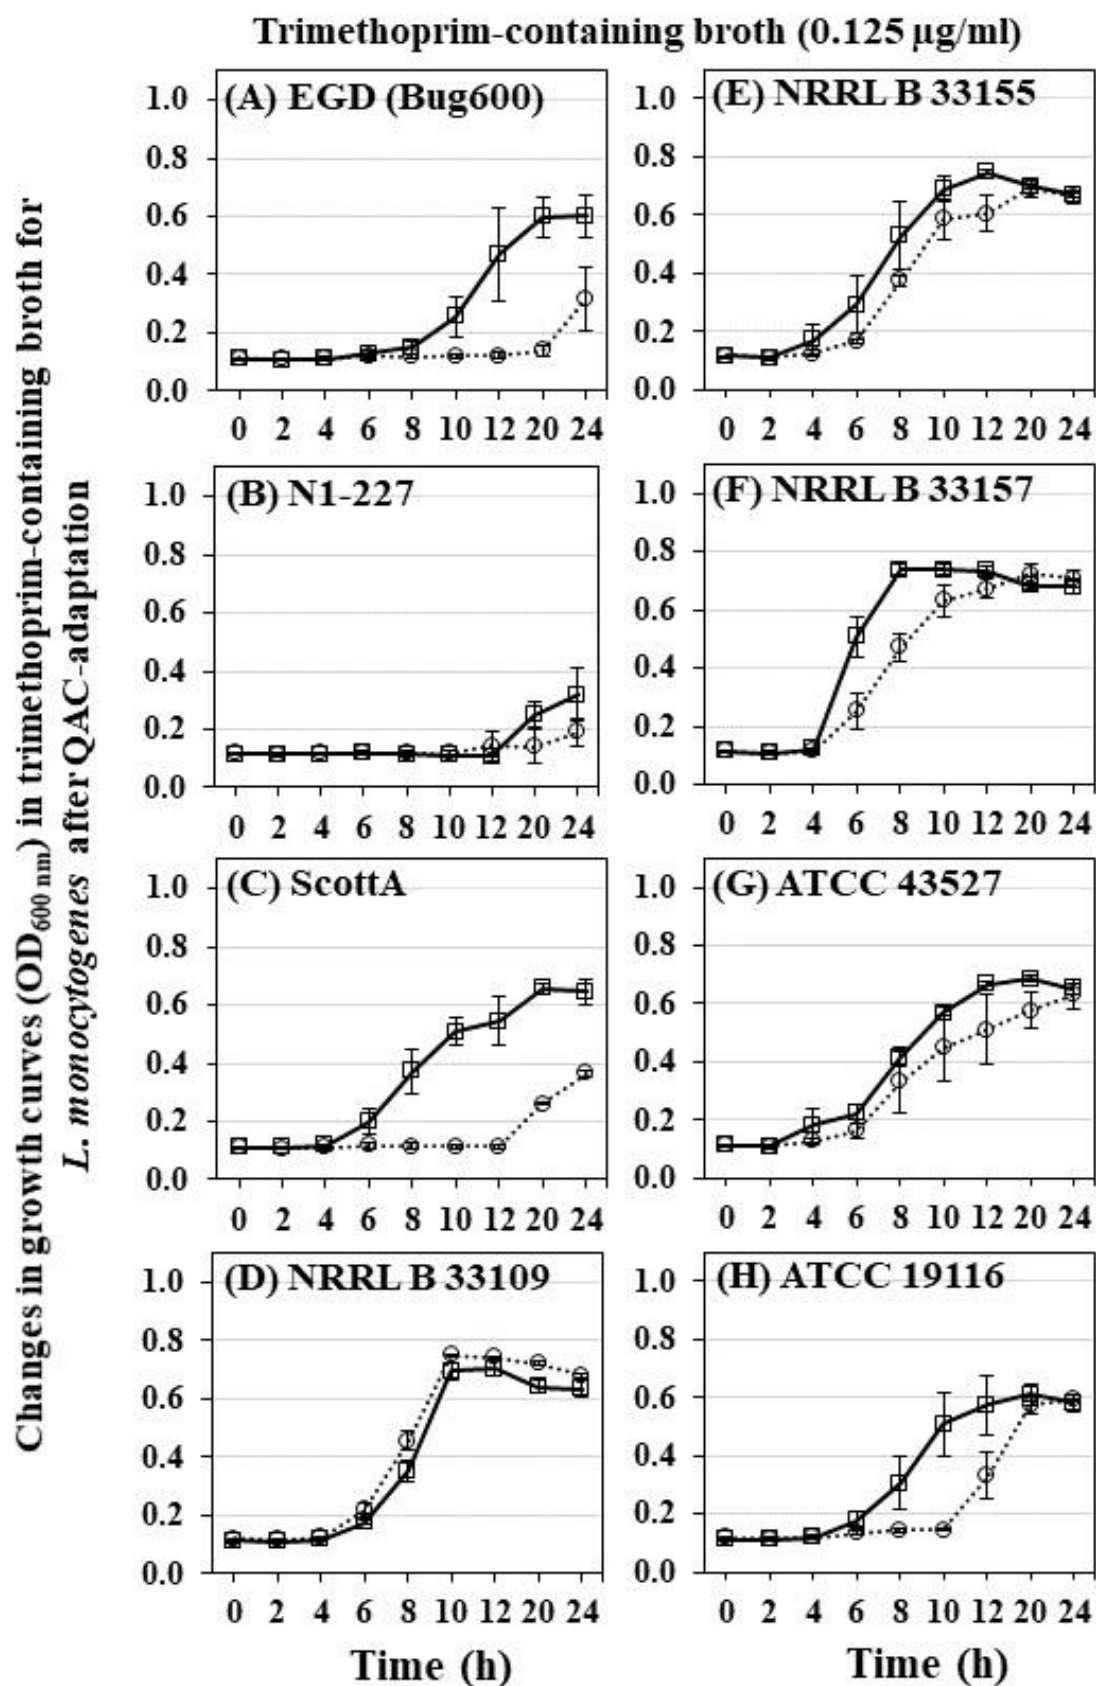 Trimethoprim-containing broth (0.125 µg/ml)
Changes in growth curves (OD600 nm) in trimethoprim-containing broth for
L. monocytogenes after QAC-adaptation
(A) EGD (Bug600)
1.0
0.8
0.6
0.4
0.2
0.0
0 2 4 6 8 10 12 20 24
(B) N1-227
1.0
0.8
0.6
0.4
0.2
0.0
0 2 4 6 8 10 12 20 24
(C) ScottA
1.0
0.8
0.6
0.4
0.2
0.0
0 2 4 6 8 10 12 20 24
(D) NRRL B 33109
1.0
0.8
0.6
0.4
0.2
0.0
0 2 4 6 8 10 12 20 24
Time (h)
(E) NRRL B 33155
1.0
0.8
0.6
0.4
0.2
0.0
0 2 4 6 8 10 12 20 24
(F) NRRL B 33157
1.0
0.8
0.6
0.4
0.2
0.0
0 2 4 6 8 10 12 20 24
(G) ATCC 43527
1.0
0.8
0.6
0.4
0.2
0.0
0 2 4 6 8 10 12 20 24
(H) ATCC 19116
1.0
0.8
0.6
0.4
0.2
0.0
0 2 4 6 8 10 12 20 24
Time (h)